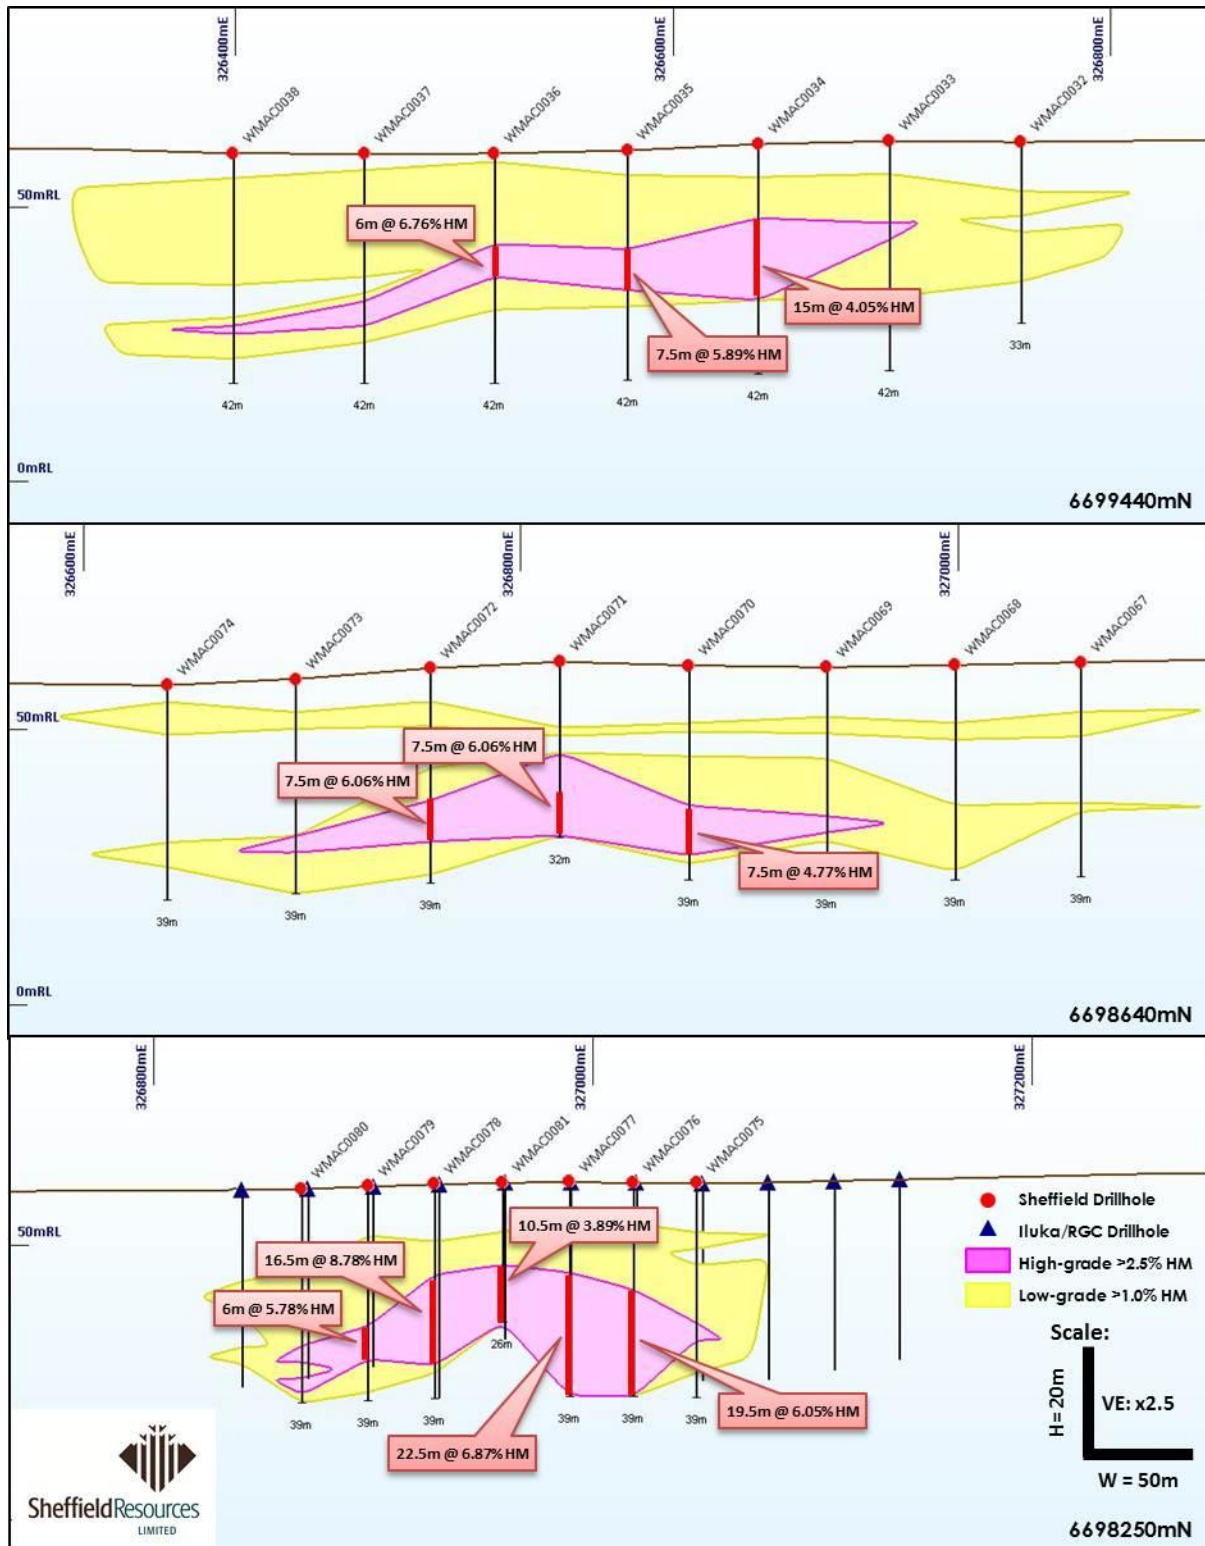 326400mE
326600mE
326800mE
WMAC0038
WMAC0037
WMAC0036
WMAC0035
WMAC0034
WMAC0033
WMAC0032
50mRL
6m @ 6.76% HM
15m @ 4.05% HM
7.5m @ 5.89% HM
33m
42m
42m
42m
42m
42m
42m
0mRL
6699440mN
326600mE
326800mE
327000mE
WMAC0074
WMAC0073
WMAC0072
WMAC0071
WMAC0070
WMAC0069
WMAC0068
WMAC0067
50mRL
7.5m @ 6.06% HM
7.5m @ 6.06% HM
32m
7.5m @ 4.77% HM
39m
39m
39m
39m
39m
39m
39m
0mRL
6698640mN
326800mE
327000mE
327200mE
WMAC0080
WMAC0079
WMAC0078
WMAC0081
WMAC0077
WMAC0076
WMAC0075
50mRL
10.5m @ 3.89% HM
16.5m @ 8.78% HM
6m @ 5.78% HM
26m
39m
39m
39m
39m
39m
39m
19.5m @ 6.05% HM
22.5m @ 6.87% HM
Sheffield Drillhole
Iluka/RGC Drillhole
High-grade >2.5% HM
Low-grade >1.0% HM
Scale:
H = 20m
VE: x2.5
W = 50m
SheffieldResources
LIMITED
6698250mN